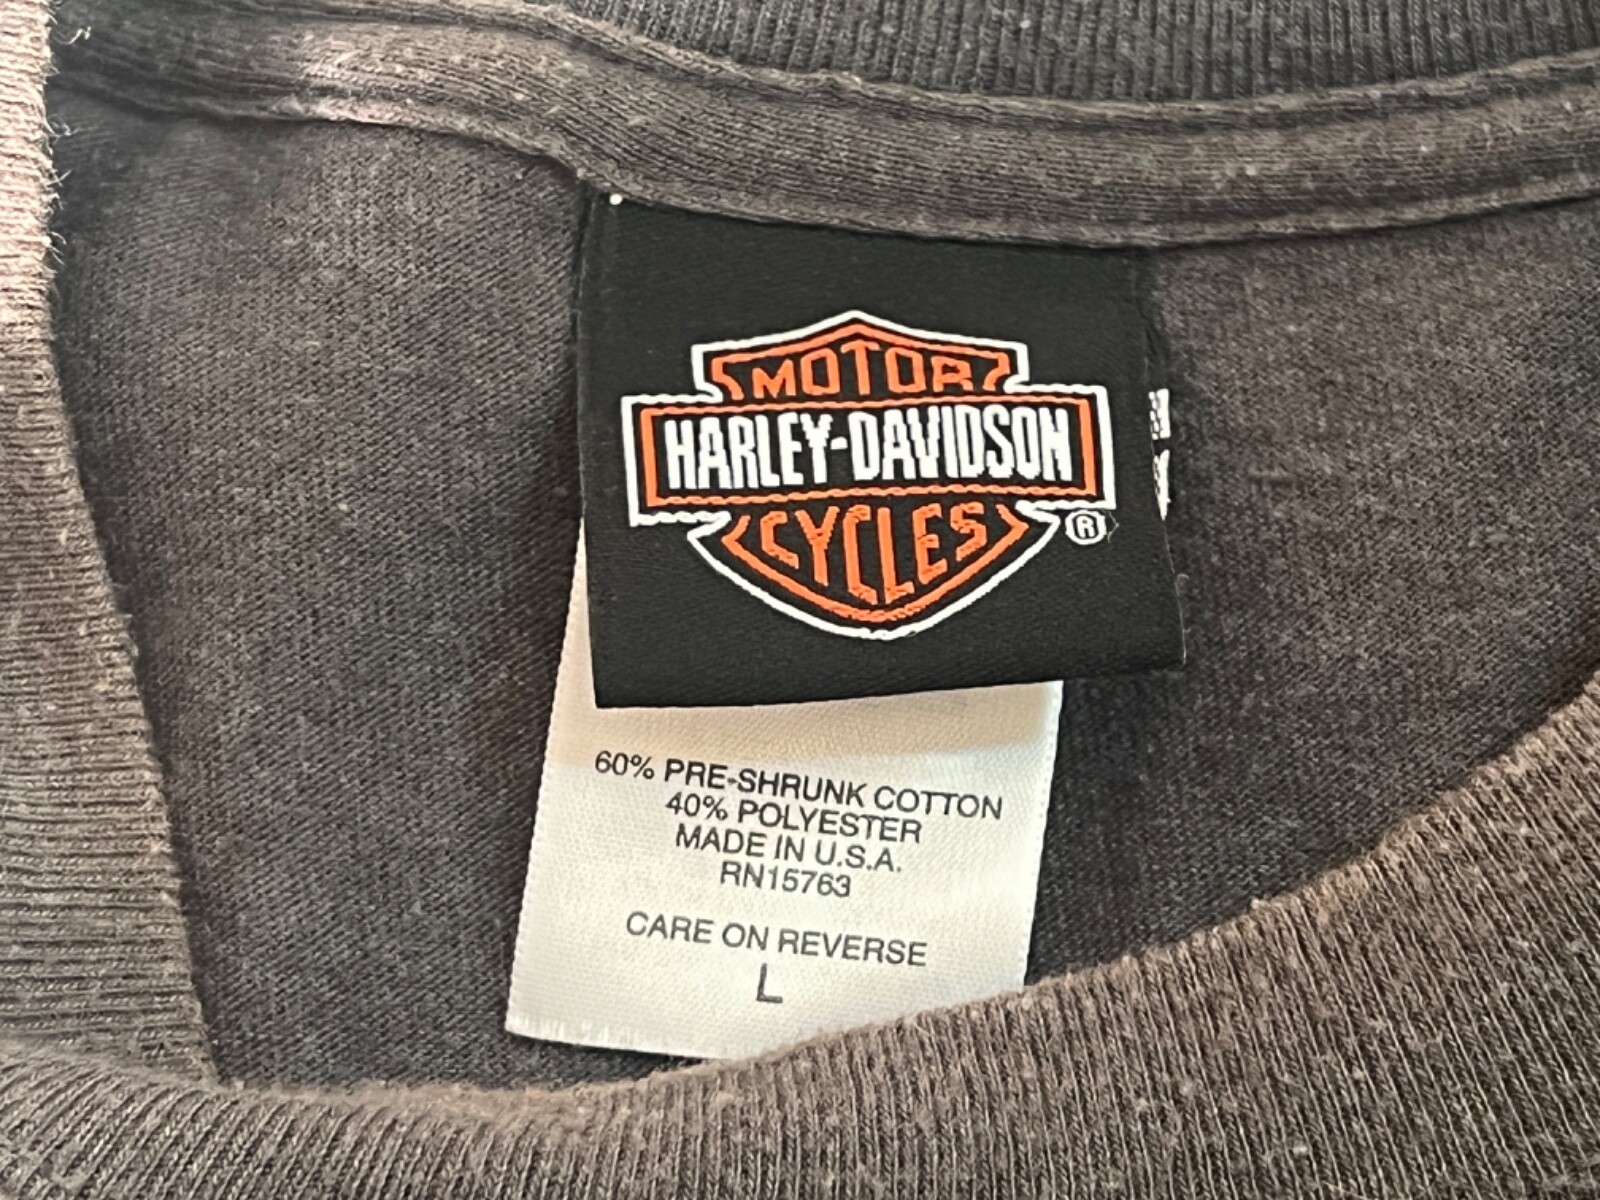 MOTOR
HARLEY-DAVIDSON
CYCLES
®
60% PRE-SHRUNK COTTON
40% POLYESTER
MADE IN U.S.A.
RN15763
CARE ON REVERSE
L